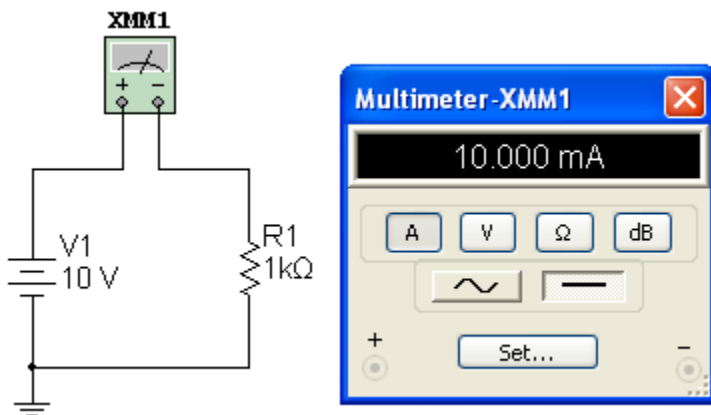 XMM1
+ −
V1
10 V
R1
1kΩ
Multimeter-XMM1
10.000 mA
A V Ω dB
+ Set... −